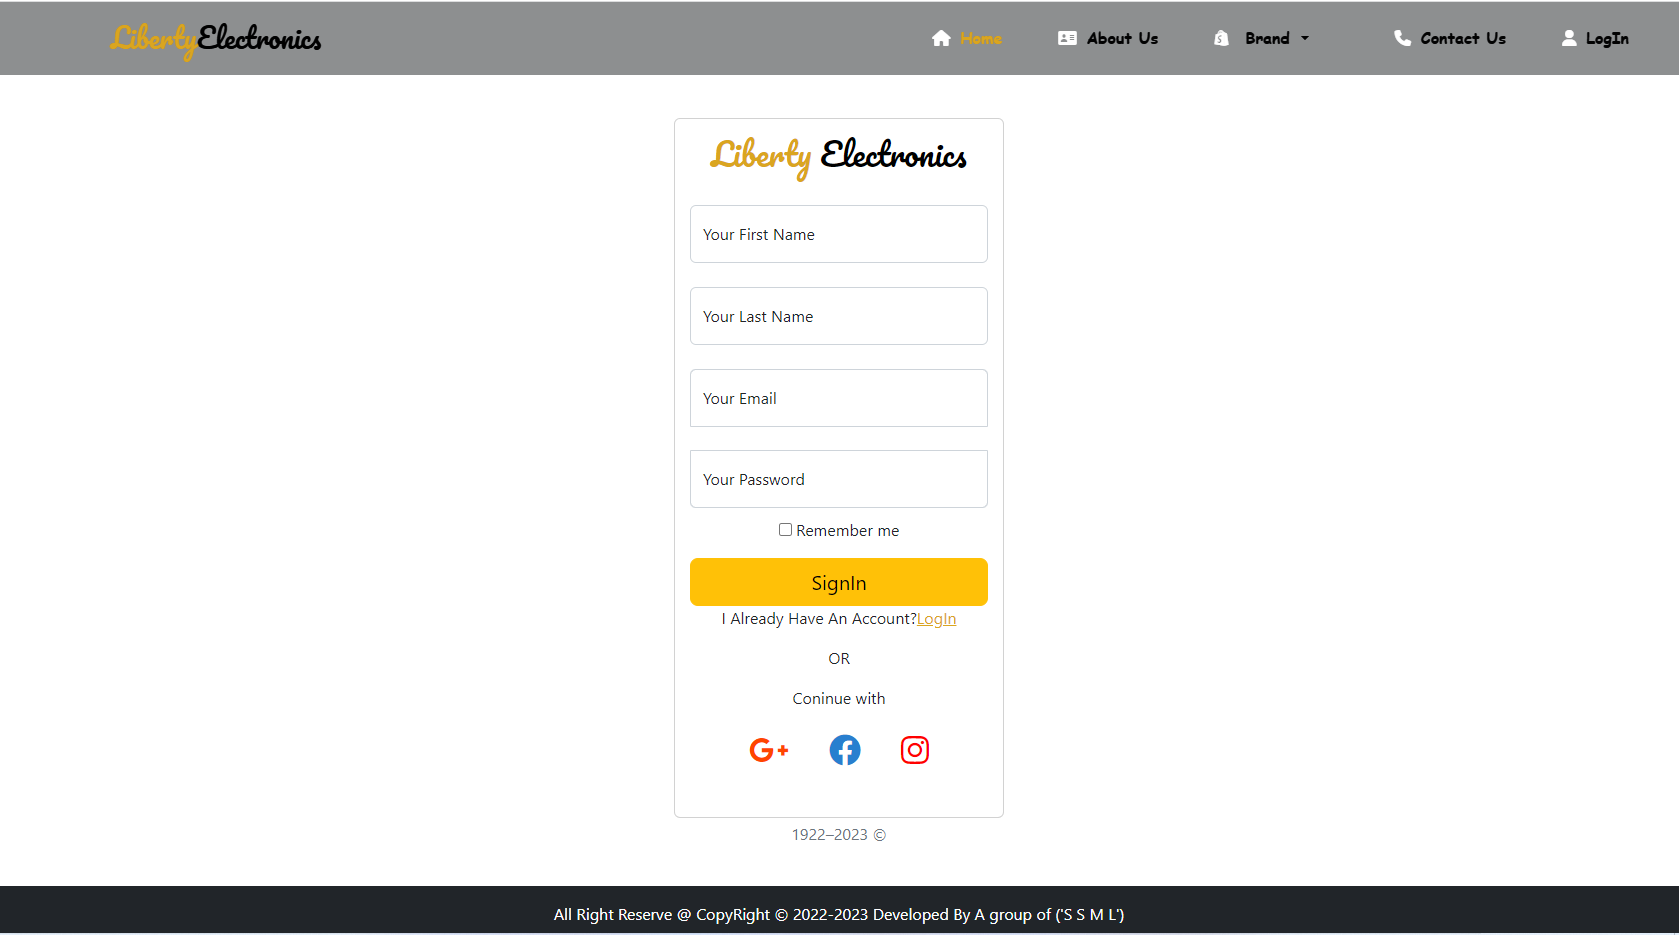 LibertyElectronics Home About Us Brand Contact Us LogIn
Liberty Electronics
Your First Name
Your Last Name
Your Email
Your Password
Remember me
SignIn
I Already Have An Account?LogIn
OR
Coninue with
1922–2023 ©
All Right Reserve @ CopyRight © 2022-2023 Developed By A group of ('S S M L')